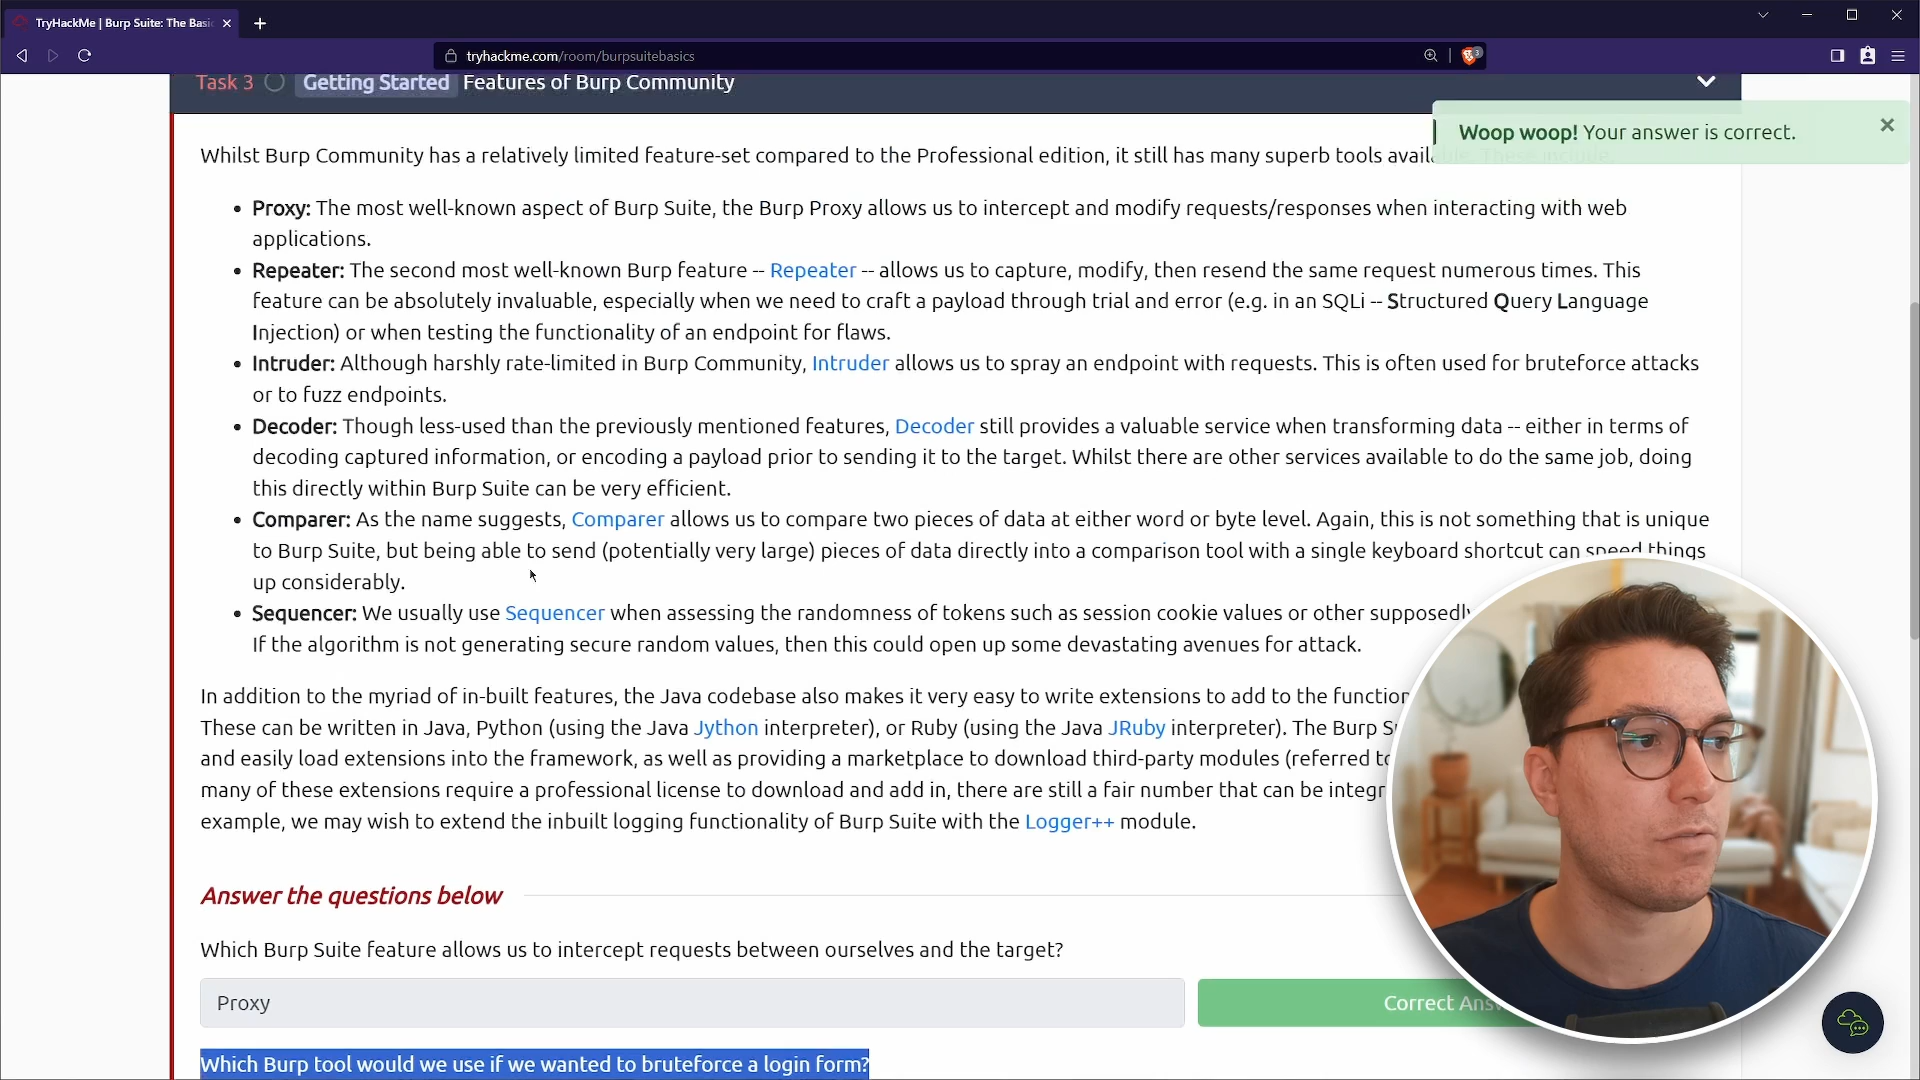 TryHackMe | Burp Suite: The Basi
tryhackme.com/room/burpsuitebasics
3
Task 3 Getting Started Features of Burp Community
Woop woop! Your answer is correct.
Whilst Burp Community has a relatively limited feature-set compared to the Professional edition, it still has many superb tools available. These include:
• Proxy: The most well-known aspect of Burp Suite, the Burp Proxy allows us to intercept and modify requests/responses when interacting with web
applications.
• Repeater: The second most well-known Burp feature -- Repeater -- allows us to capture, modify, then resend the same request numerous times. This
feature can be absolutely invaluable, especially when we need to craft a payload through trial and error (e.g. in an SQLi -- Structured Query Language
Injection) or when testing the functionality of an endpoint for flaws.
• Intruder: Although harshly rate-limited in Burp Community, Intruder allows us to spray an endpoint with requests. This is often used for bruteforce attacks
or to fuzz endpoints.
• Decoder: Though less-used than the previously mentioned features, Decoder still provides a valuable service when transforming data -- either in terms of
decoding captured information, or encoding a payload prior to sending it to the target. Whilst there are other services available to do the same job, doing
this directly within Burp Suite can be very efficient.
• Comparer: As the name suggests, Comparer allows us to compare two pieces of data at either word or byte level. Again, this is not something that is unique
to Burp Suite, but being able to send (potentially very large) pieces of data directly into a comparison tool with a single keyboard shortcut can speed things
up considerably.
• Sequencer: We usually use Sequencer when assessing the randomness of tokens such as session cookie values or other supposedly
If the algorithm is not generating secure random values, then this could open up some devastating avenues for attack.
In addition to the myriad of in-built features, the Java codebase also makes it very easy to write extensions to add to the
These can be written in Java, Python (using the Java Jython interpreter), or Ruby (using the Java JRuby interpreter). The Burp
and easily load extensions into the framework, as well as providing a marketplace to download third-party modules (referred
many of these extensions require a professional license to download and add in, there are still a fair number that can be
example, we may wish to extend the inbuilt logging functionality of Burp Suite with the Logger++ module.
Answer the questions below
Which Burp Suite feature allows us to intercept requests between ourselves and the target?
Proxy
Correct
Which Burp tool would we use if we wanted to bruteforce a login form?